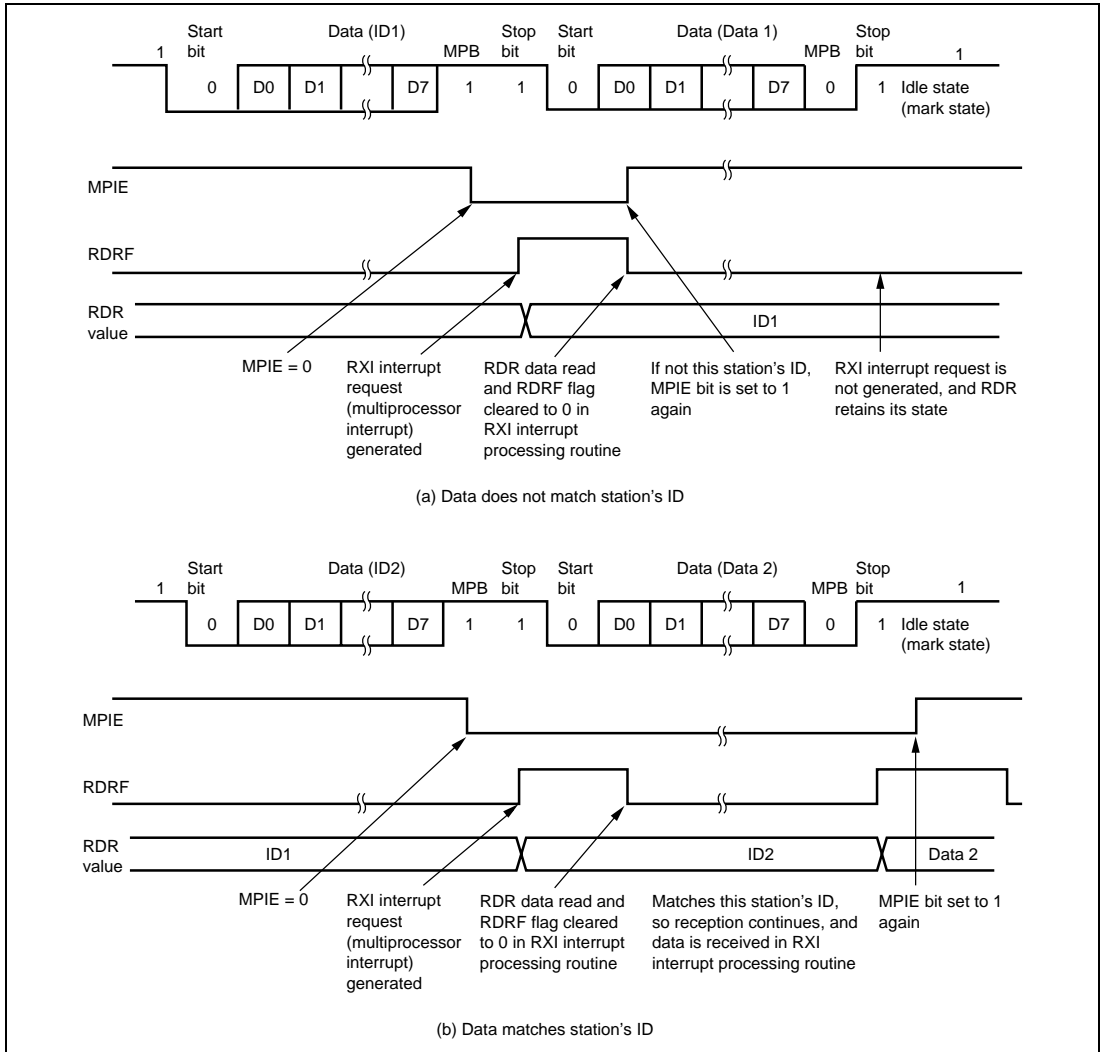 Start Data (ID1) Stop Start Data (Data 1) Stop
1 bit MPB bit bit MPB bit 1
0 D0 D1 D7 1 1 0 D0 D1 D7 0 1 Idle state
(mark state)
MPIE
RDRF
RDR
value
ID1
MPIE = 0
RXI interrupt
request
(multiprocessor
interrupt)
generated
RDR data read
and RDRF flag
cleared to 0 in
RXI interrupt
processing routine
If not this station's ID,
MPIE bit is set to 1
again
RXI interrupt request is
not generated, and RDR
retains its state
(a) Data does not match station's ID
Start Data (ID2) Stop Start Data (Data 2) Stop
1 bit MPB bit bit MPB bit 1
0 D0 D1 D7 1 1 0 D0 D1 D7 0 1 Idle state
(mark state)
MPIE
RDRF
RDR
value
ID1 ID2 Data 2
MPIE = 0
RXI interrupt
request
(multiprocessor
interrupt)
generated
RDR data read and
RDRF flag cleared
to 0 in RXI interrupt
processing routine
Matches this station's ID,
so reception continues, and
data is received in RXI
interrupt processing routine
MPIE bit set to 1
again
(b) Data matches station's ID